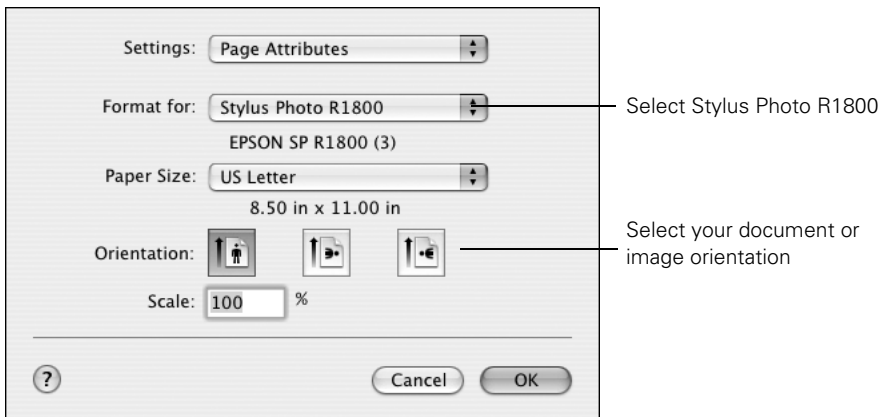 Settings: Page Attributes
Format for: Stylus Photo R1800
Select Stylus Photo R1800
EPSON SP R1800 (3)
Paper Size: US Letter
8.50 in x 11.00 in
Orientation:
Select your document or
image orientation
Scale: 100 %
?
Cancel
OK